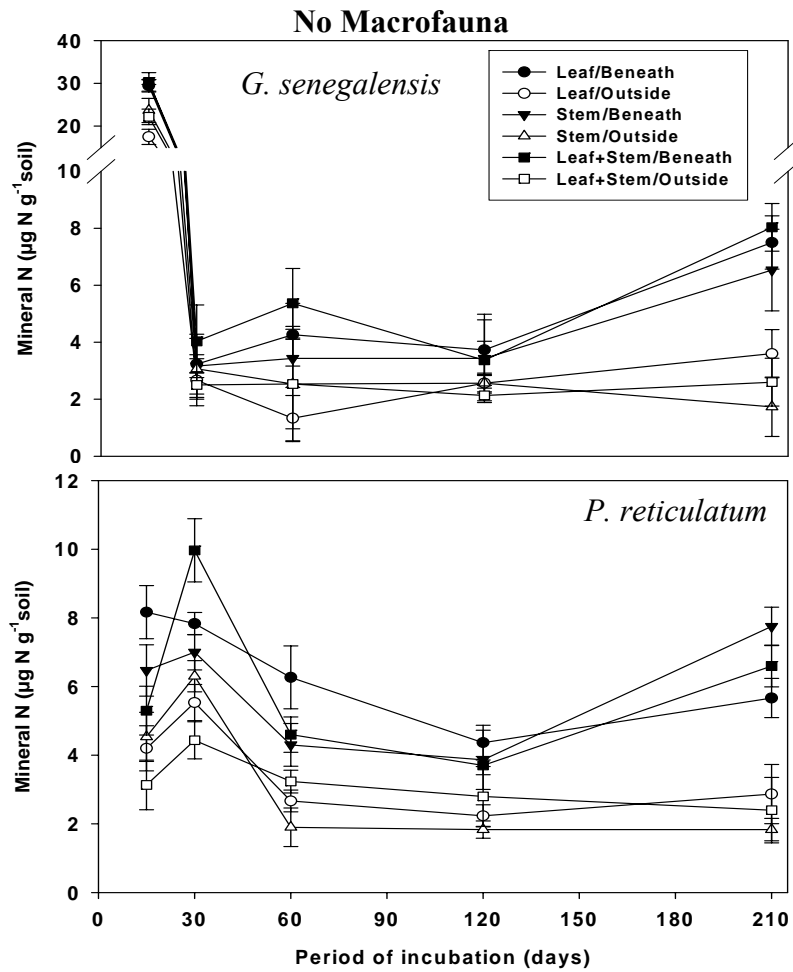 No Macrofauna
40
30
20
10
8
6
4
2
0
Mineral N (µg N g-1soil)
G. senegalensis
Leaf/Beneath
Leaf/Outside
Stem/Beneath
Stem/Outside
Leaf+Stem/Beneath
Leaf+Stem/Outside
12
10
8
6
4
2
0
Mineral N (µg N g-1soil)
P. reticulatum
0 30 60 90 120 150 180 210
Period of incubation (days)